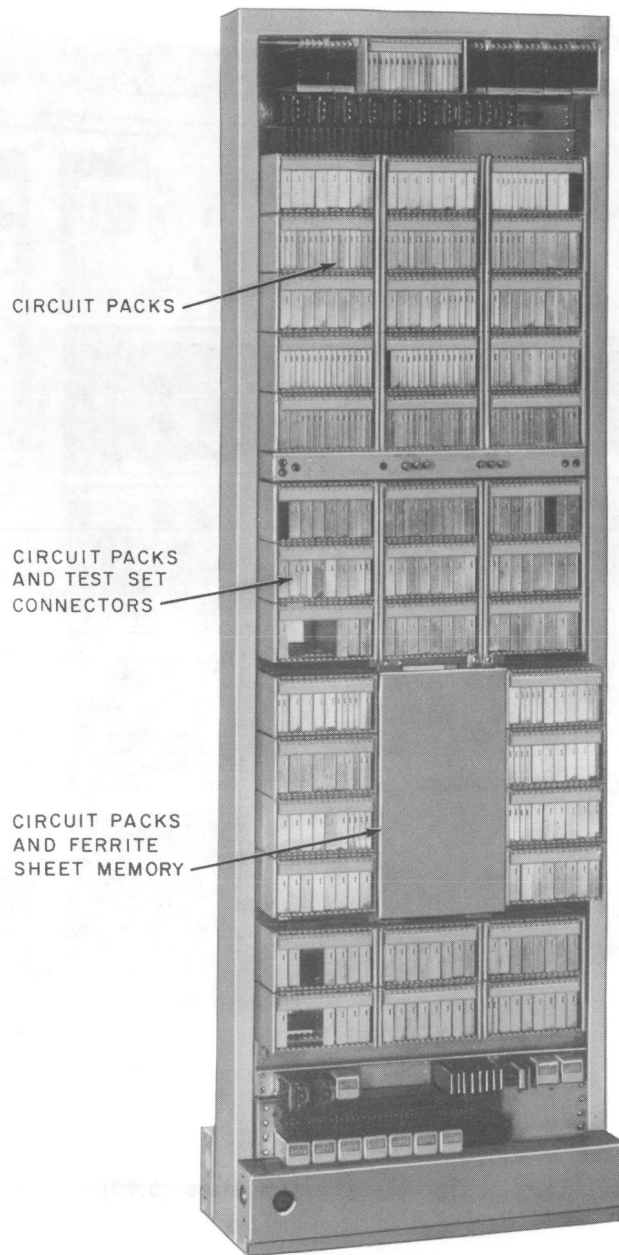 CIRCUIT PACKS
CIRCUIT PACKS
AND TEST SET
CONNECTORS
CIRCUIT PACKS
AND FERRITE
SHEET MEMORY